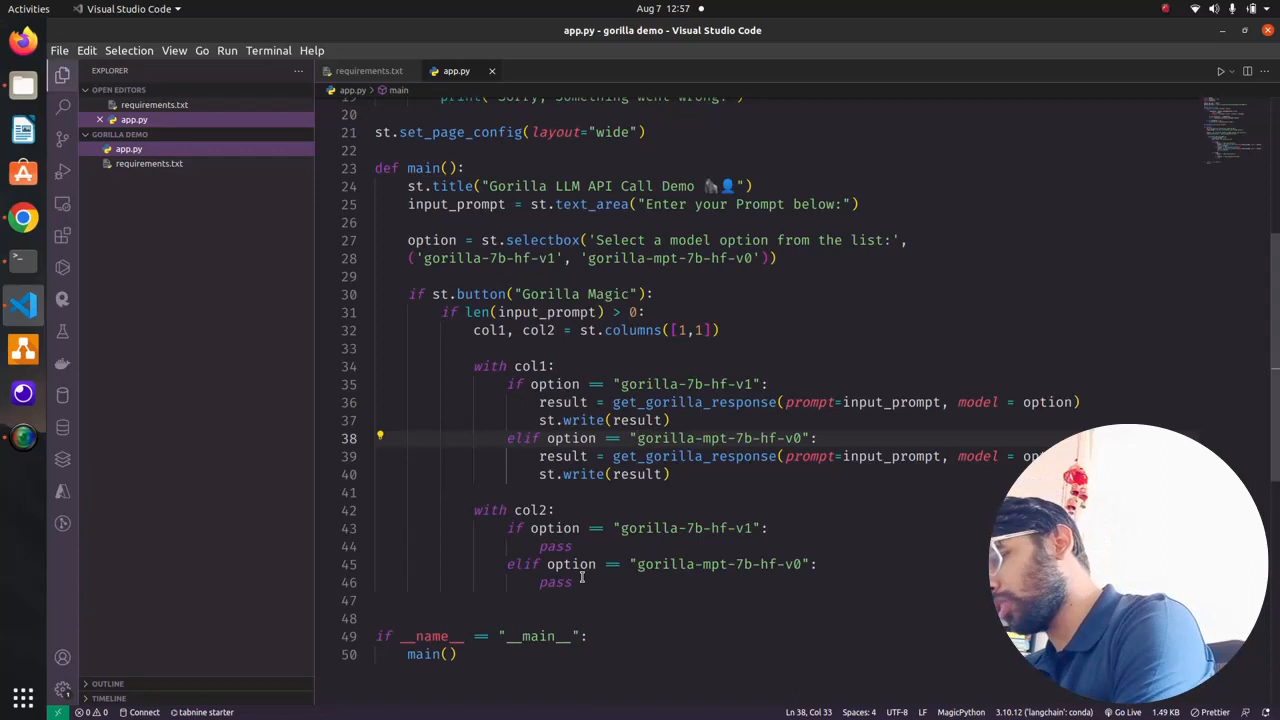 Activities
Visual Studio Code
Aug 7 12:57
app.py - gorilla demo - Visual Studio Code
File Edit Selection View Go Run Terminal Help
EXPLORER
requirements.txt
app.py
OPEN EDITORS
app.py > main
requirements.txt
app.py
GORILLA DEMO
app.py
requirements.txt
20
21 st.set_page_config(layout="wide")
22
23 def main():
24 st.title("Gorilla LLM API Call Demo 🦍👤")
25 input_prompt = st.text_area("Enter your Prompt below:")
26
27 option = st.selectbox('Select a model option from the list:',
28 ('gorilla-7b-hf-v1', 'gorilla-mpt-7b-hf-v0'))
29
30 if st.button("Gorilla Magic"):
31 if len(input_prompt) > 0:
32 col1, col2 = st.columns([1,1])
33
34 with col1:
35 if option == "gorilla-7b-hf-v1":
36 result = get_gorilla_response(prompt=input_prompt, model = option)
37 st.write(result)
38 elif option == "gorilla-mpt-7b-hf-v0":
39 result = get_gorilla_response(prompt=input_prompt, model =
40 st.write(result)
41
42 with col2:
43 if option == "gorilla-7b-hf-v1":
44 pass
45 elif option == "gorilla-mpt-7b-hf-v0":
46 pass
47
48
49 if __name__ == "__main__":
50 main()
OUTLINE
TIMELINE
0 0 Connect tabnine starter
Ln 38, Col 33 Spaces: 4 UTF-8 LF MagicPython 3.10.12 ('langchain': conda) Go Live 1.49 KB Prettier